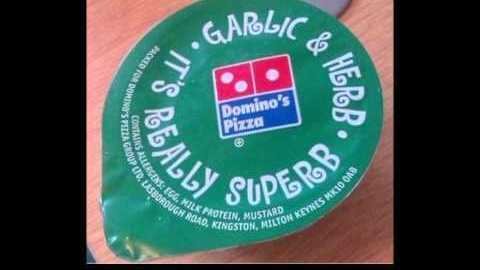 GARLIC & HERB ·
IT'S REALLY SUPERB ·
Domino's
Pizza
PACKED FOR DOMINO'S PIZZA GROUP LTD, LASBOROUGH ROAD, KINGSTON, MILTON KEYNES MK10 0AB
CONTAINS ALLERGENS: EGG, MILK PROTEIN, MUSTARD